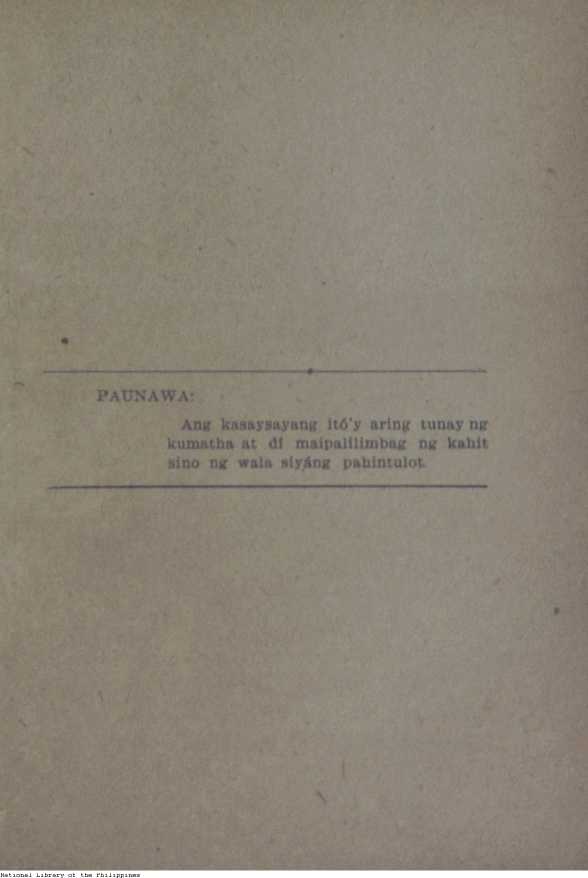 PAUNAWA:
Ang kasaysayang itó'y aring tunay ng
kumatha at dí maipalilimbag ng kahit
sino ng wala siyáng pahintulot.
National Library of the Philippines